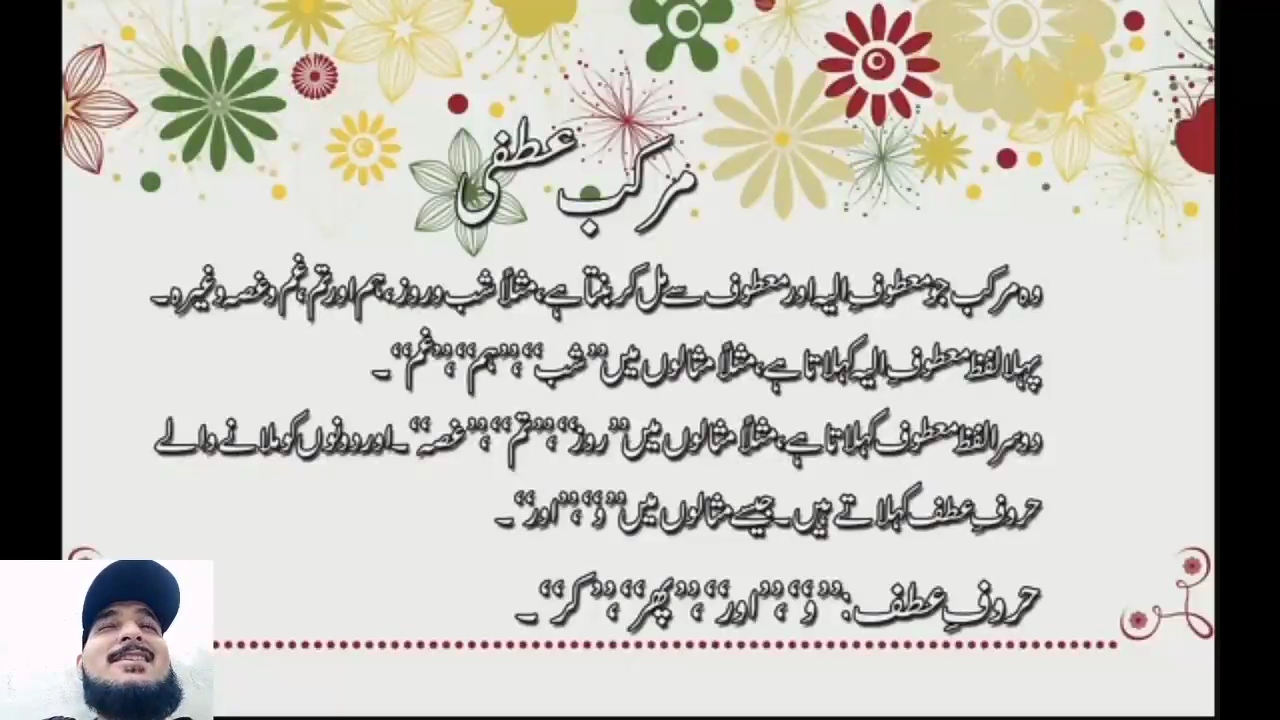 مرکب عطفی
وہ مرکب جو معطوفِ الیہ اور معطوف سے مل کر بنتا ہے، مثلاً شب و روز، ہم اور تم، غم و غصہ وغیرہ۔
پہلا لفظ معطوفِ الیہ کہلاتا ہے، مثلاً مثالوں میں ”شب“، ”ہم“، ”غم“۔
دوسرا لفظ معطوف کہلاتا ہے، مثلاً مثالوں میں ”روز“، ”تم“، ”غصہ“۔ اور دونوں کو ملانے والے
حروفِ عطف کہلاتے ہیں۔ جیسے مثالوں میں ”و“، ”اور“۔
حروفِ عطف: ”و“، ”اور“، ”پھر“، ”کر“۔